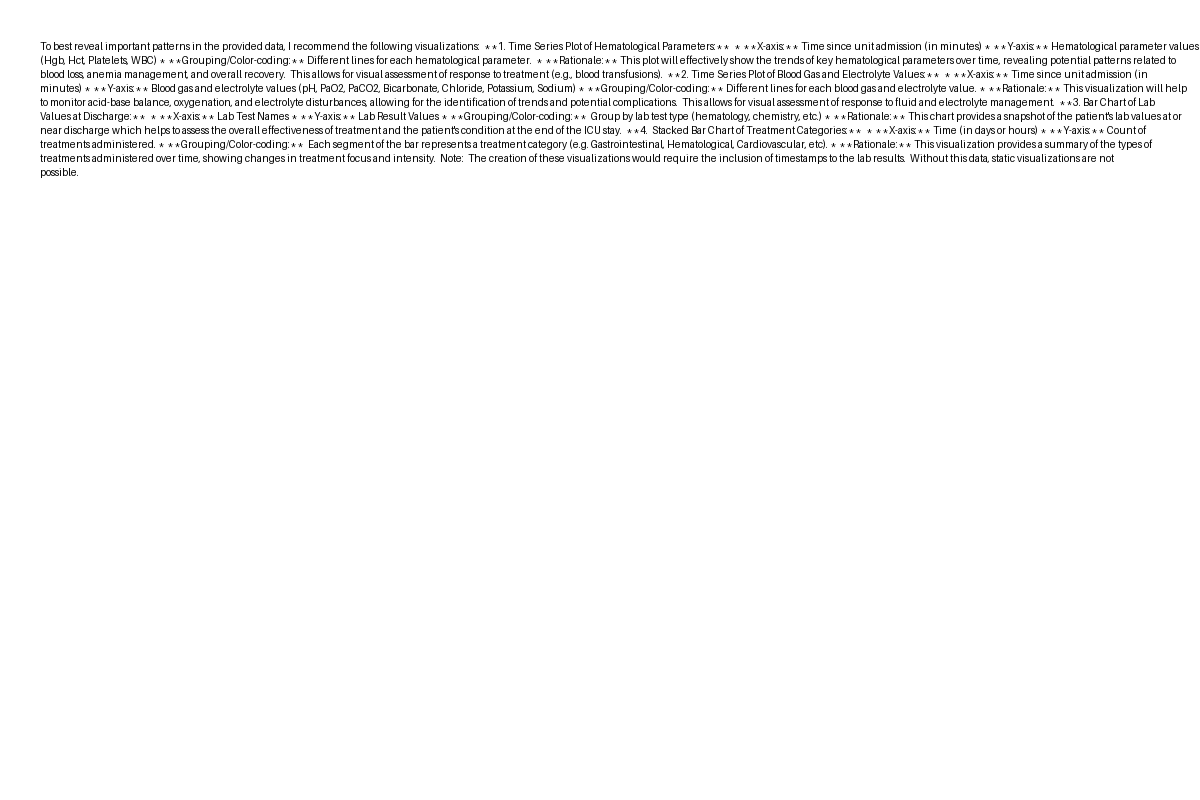 To best reveal important patterns in the provided data, I recommend the following visualizations:  **1. Time Series Plot of Hematological Parameters:**  * **X-axis:** Time since unit admission (in minutes) * **Y-axis:** Hematological parameter values
(Hgb, Hct, Platelets, WBC) * **Grouping/Color-coding:** Different lines for each hematological parameter.  * **Rationale:** This plot will effectively show the trends of key hematological parameters over time, revealing potential patterns related to
blood loss, anemia management, and overall recovery.  This allows for visual assessment of response to treatment (e.g., blood transfusions).  **2. Time Series Plot of Blood Gas and Electrolyte Values:**  * **X-axis:** Time since unit admission (in
minutes) * **Y-axis:** Blood gas and electrolyte values (pH, PaO2, PaCO2, Bicarbonate, Chloride, Potassium, Sodium) * **Grouping/Color-coding:** Different lines for each blood gas and electrolyte value. * **Rationale:** This visualization will help
to monitor acid-base balance, oxygenation, and electrolyte disturbances, allowing for the identification of trends and potential complications.  This allows for visual assessment of response to fluid and electrolyte management.  **3. Bar Chart of Lab
Values at Discharge:**  * **X-axis:** Lab Test Names * **Y-axis:** Lab Result Values * **Grouping/Color-coding:**  Group by lab test type (hematology, chemistry, etc.) * **Rationale:** This chart provides a snapshot of the patient's lab values at or
near discharge which helps to assess the overall effectiveness of treatment and the patient's condition at the end of the ICU stay.  **4.  Stacked Bar Chart of Treatment Categories:**  * **X-axis:** Time (in days or hours) * **Y-axis:** Count of
treatments administered. * **Grouping/Color-coding:**  Each segment of the bar represents a treatment category (e.g. Gastrointestinal, Hematological, Cardiovascular, etc). * **Rationale:** This visualization provides a summary of the types of
treatments administered over time, showing changes in treatment focus and intensity.  Note:  The creation of these visualizations would require the inclusion of timestamps to the lab results.  Without this data, static visualizations are not
possible.